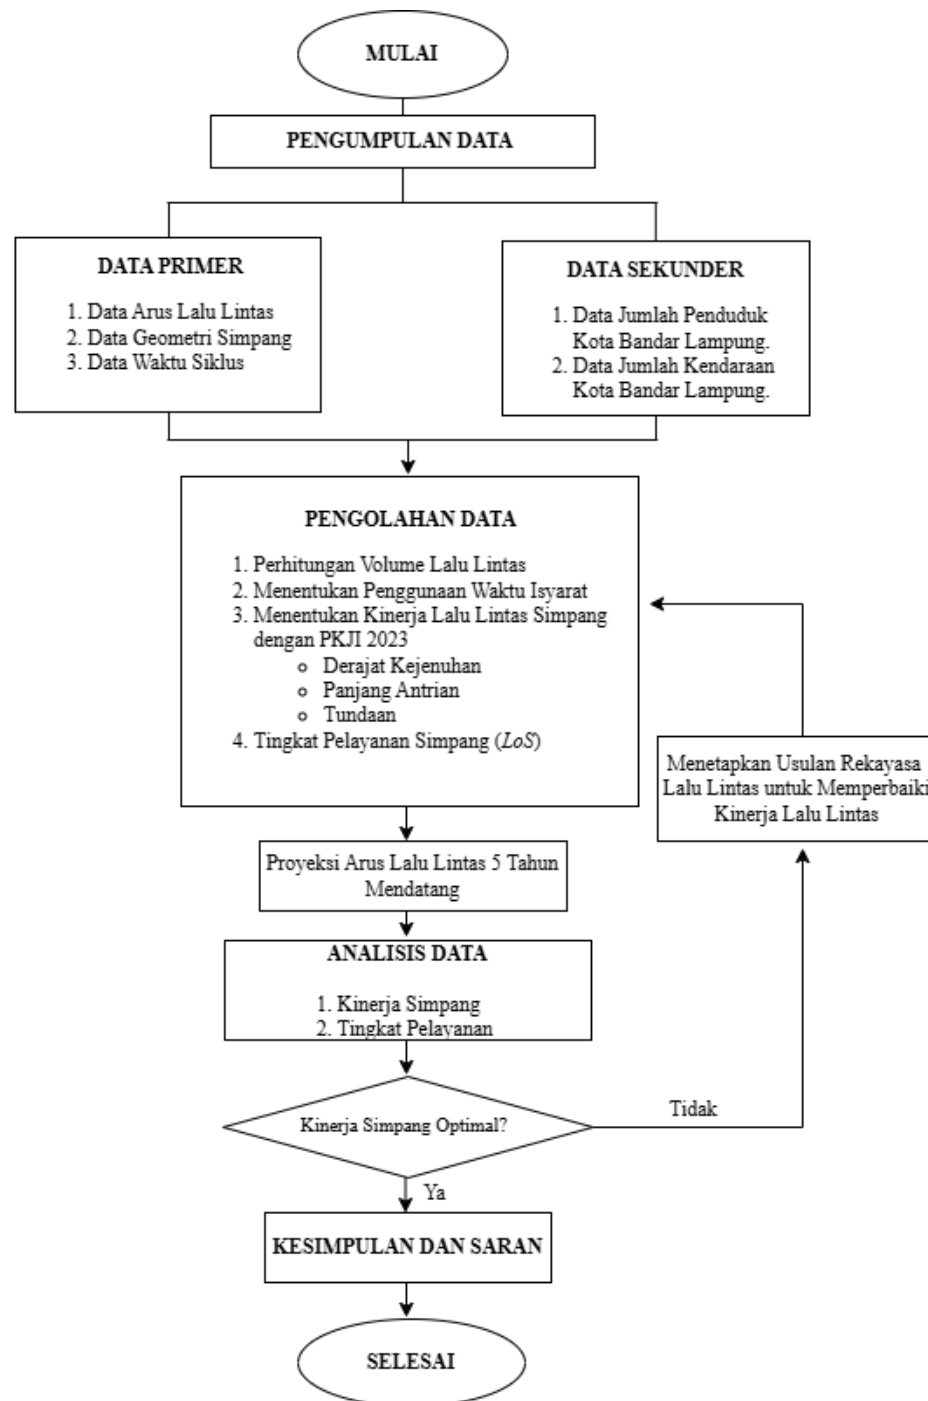 MULAI
PENGUMPULAN DATA
DATA PRIMER
1. Data Arus Lalu Lintas
2. Data Geometri Simpang
3. Data Waktu Siklus
DATA SEKUNDER
1. Data Jumlah Penduduk
Kota Bandar Lampung.
2. Data Jumlah Kendaraan
Kota Bandar Lampung.
PENGOLAHAN DATA
1. Perhitungan Volume Lalu Lintas
2. Menentukan Penggunaan Waktu Isyarat
3. Menentukan Kinerja Lalu Lintas Simpang
dengan PKJI 2023
Derajat Kejenuhan
Panjang Antrian
Tundaan
4. Tingkat Pelayanan Simpang (LoS)
Menetapkan Usulan Rekayasa
Lalu Lintas untuk Memperbaiki
Kinerja Lalu Lintas
Proyeksi Arus Lalu Lintas 5 Tahun
Mendatang
ANALISIS DATA
1. Kinerja Simpang
2. Tingkat Pelayanan
Kinerja Simpang Optimal?
Tidak
Ya
KESIMPULAN DAN SARAN
SELESAI